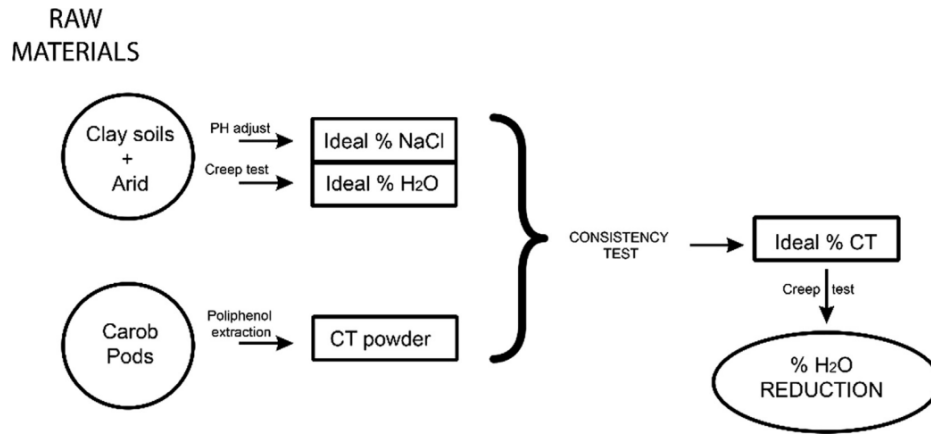 RAW
MATERIALS
Clay soils
+
Arid
PH adjust
Creep test
Ideal % NaCl
Ideal % H₂O
Carob
Pods
Poliphenol
extraction
CT powder
CONSISTENCY
TEST
Ideal % CT
Creep test
% H₂O
REDUCTION